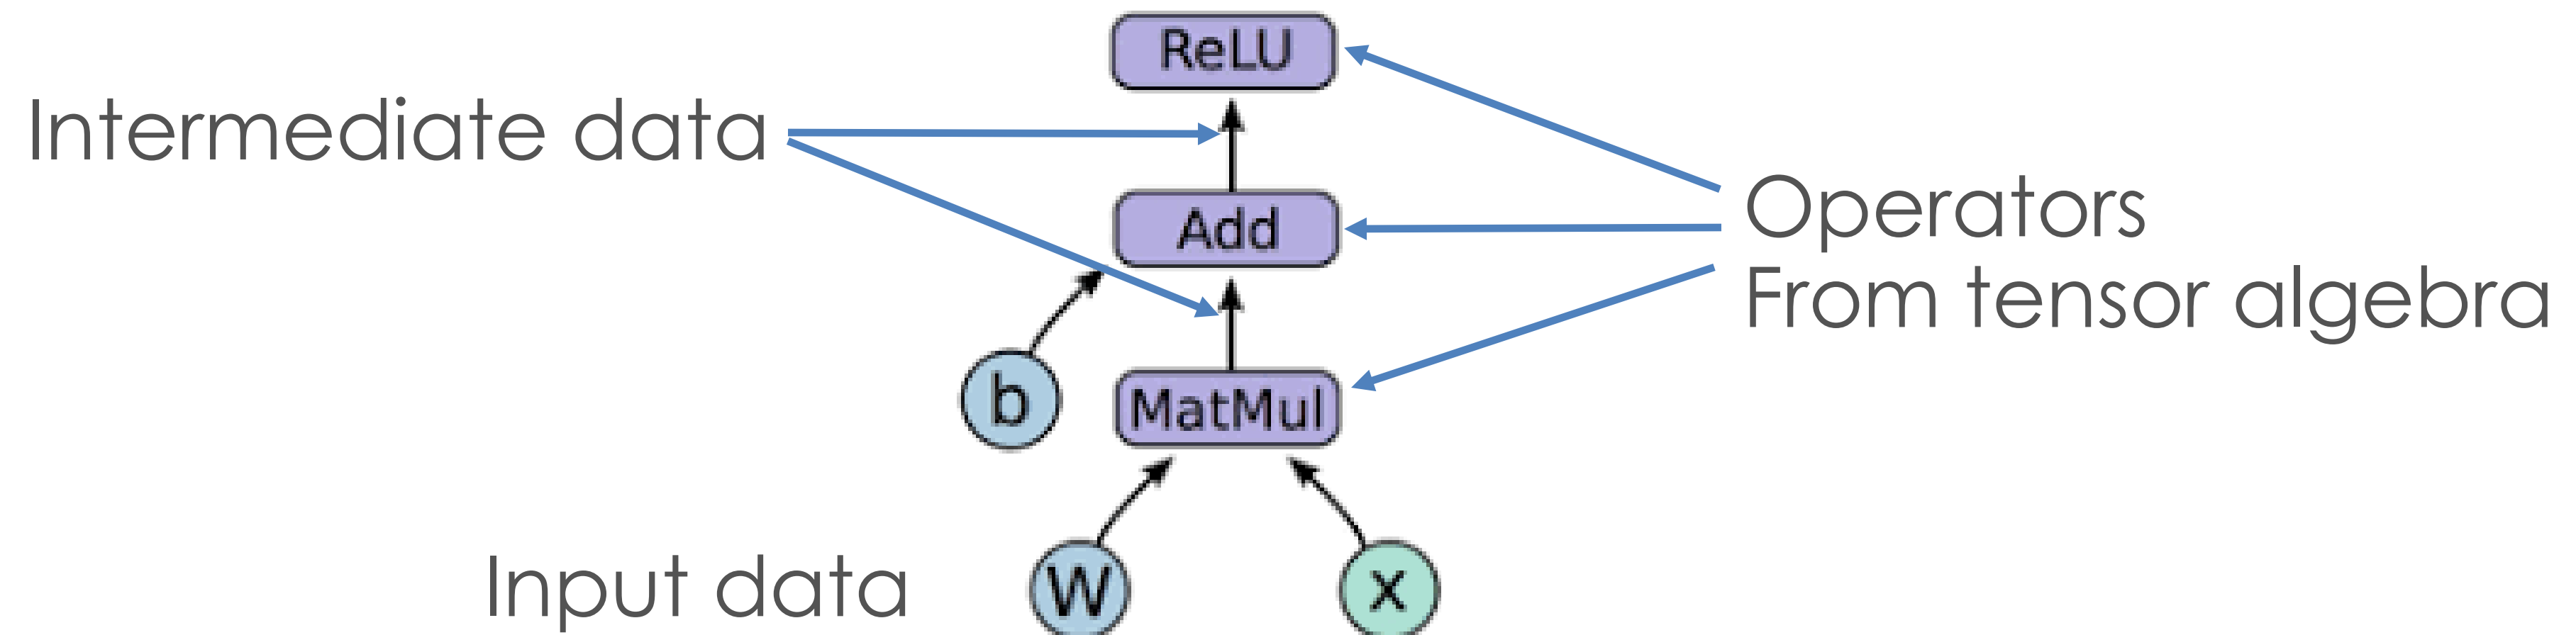 ReLU
Intermediate data
Add
Operators
From tensor algebra
b
MatMul
Input data
W
x